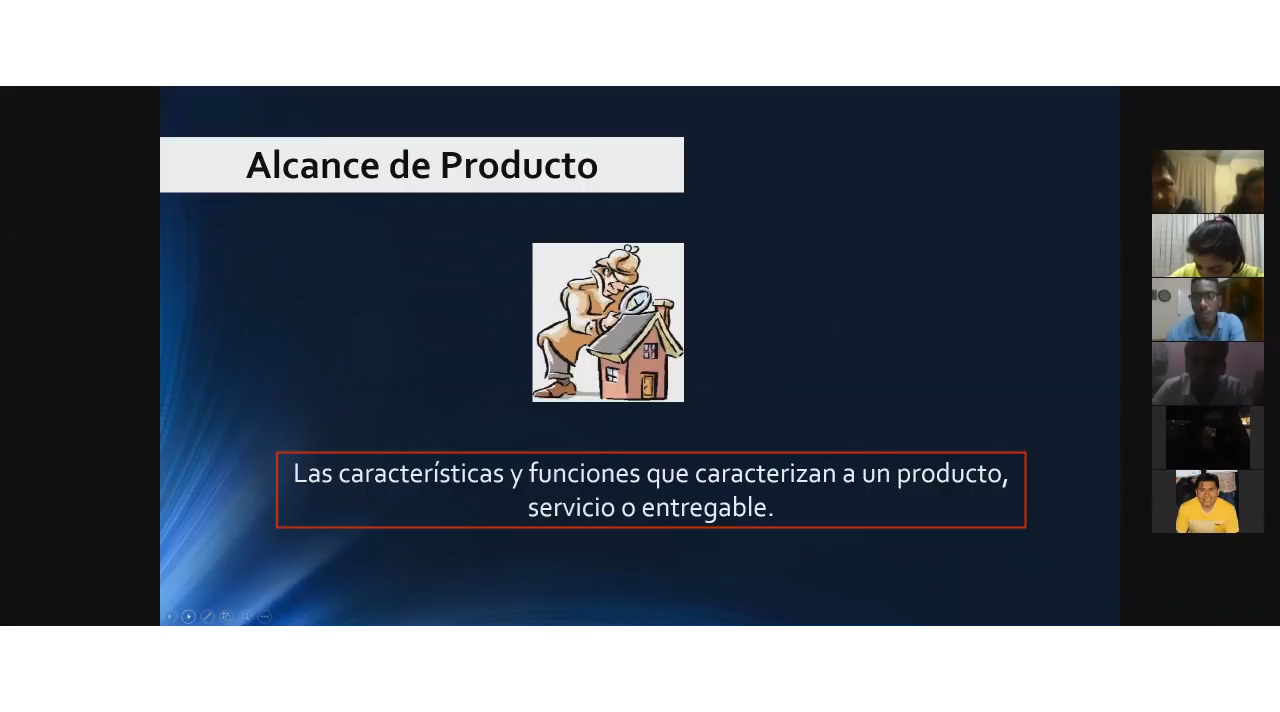 Alcance de Producto
Las características y funciones que caracterizan a un producto,
servicio o entregable.